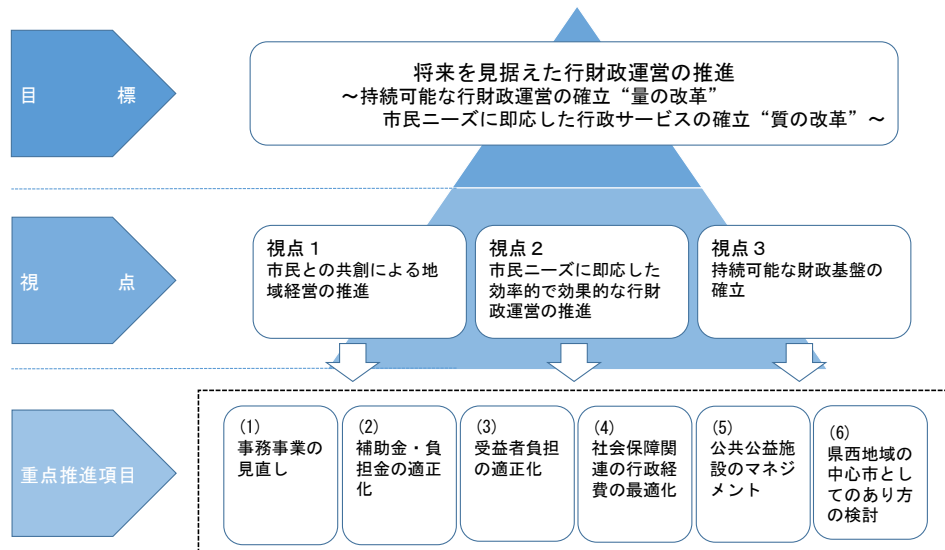 目　標
将来を見据えた行財政運営の推進
～持続可能な行財政運営の確立“量の改革”
市民ニーズに即応した行政サービスの確立“質の改革”～
視　点
視点１
市民との共創による地
域経営の推進
視点２
市民ニーズに即応した
効率的で効果的な行財
政運営の推進
視点３
持続可能な財政基盤の
確立
重点推進項目
(1)
事務事業の
見直し
(2)
補助金・負
担金の適正
化
(3)
受益者負担
の適正化
(4)
社会保障関
連の行政経
費の最適化
(5)
公共公益施
設のマネジ
メント
(6)
県西地域の
中心市とし
てのあり方
の検討